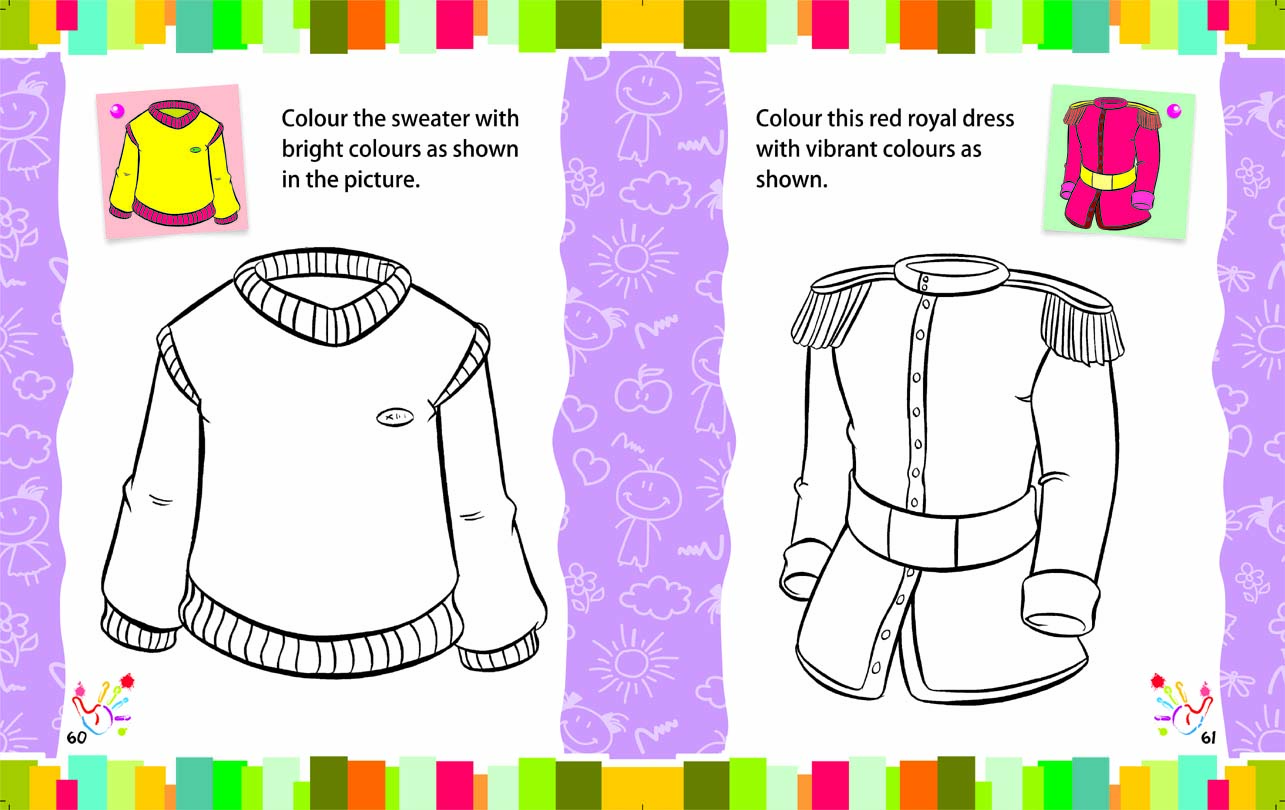 Colour the sweater with
bright colours as shown
in the picture.
60
Colour this red royal dress
with vibrant colours as
shown.
61